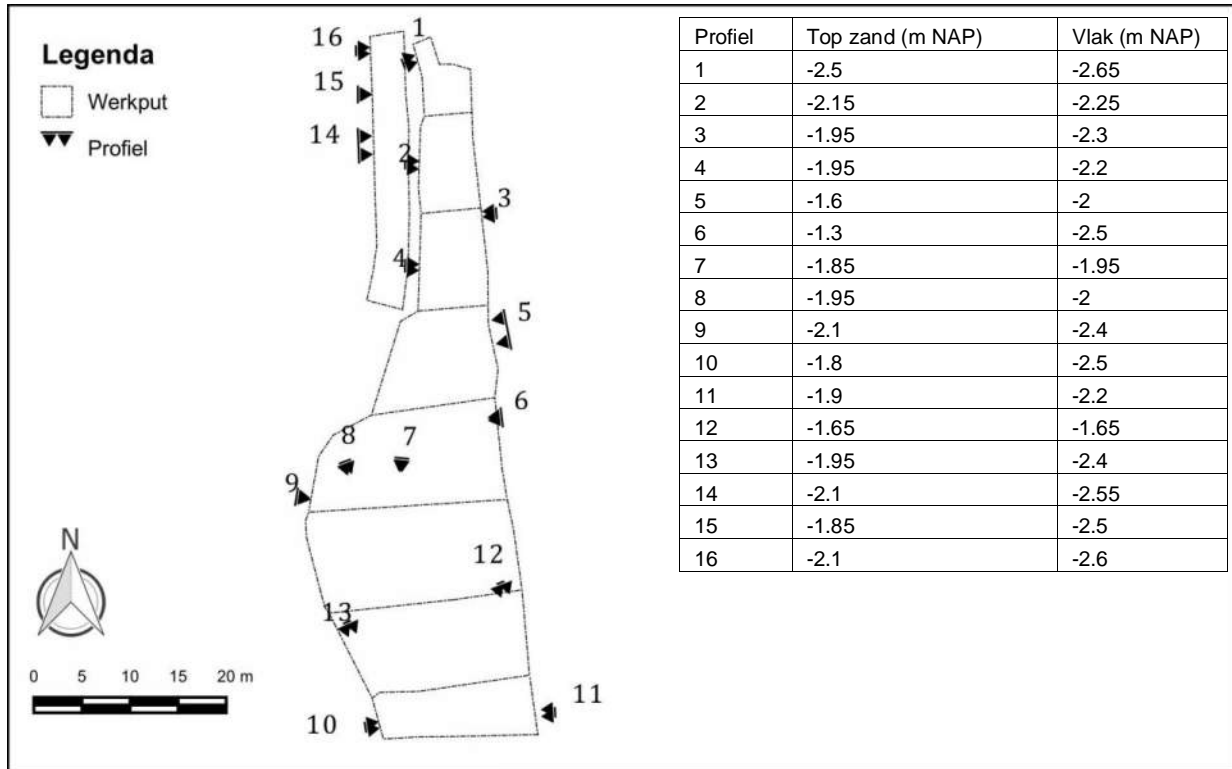 Legenda
Werkput
Profiel
16
1
15
14
2
3
4
5
6
8
7
9
12
13
11
10
N
0 5 10 15 20 m
Profiel Top zand (m NAP) Vlak (m NAP)
1 -2.5 -2.65
2 -2.15 -2.25
3 -1.95 -2.3
4 -1.95 -2.2
5 -1.6 -2
6 -1.3 -2.5
7 -1.85 -1.95
8 -1.95 -2
9 -2.1 -2.4
10 -1.8 -2.5
11 -1.9 -2.2
12 -1.65 -1.65
13 -1.95 -2.4
14 -2.1 -2.55
15 -1.85 -2.5
16 -2.1 -2.6